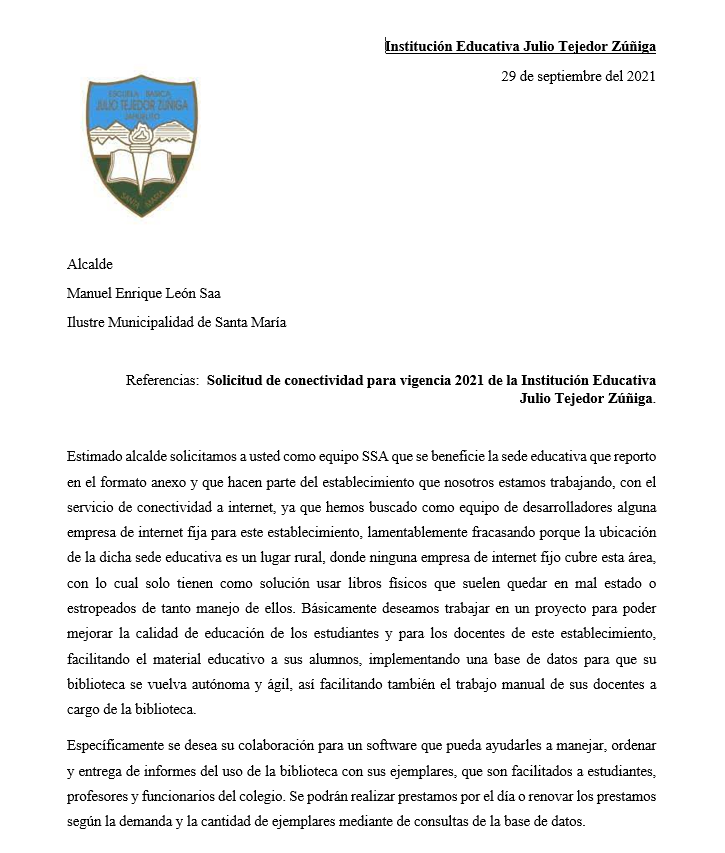 Institución Educativa Julio Tejedor Zúñiga
29 de septiembre del 2021
ESCUELA BASICA
JULIO TEJEDOR ZUÑIGA
SANTA MARIA
Alcalde
Manuel Enrique León Saa
Ilustre Municipalidad de Santa María
Referencias: Solicitud de conectividad para vigencia 2021 de la Institución Educativa
Julio Tejedor Zúñiga.
Estimado alcalde solicitamos a usted como equipo SSA que se beneficie la sede educativa que reporto
en el formato anexo y que hacen parte del establecimiento que nosotros estamos trabajando, con el
servicio de conectividad a internet, ya que hemos buscado como equipo de desarrolladores alguna
empresa de internet fija para este establecimiento, lamentablemente fracasando porque la ubicación
de la dicha sede educativa es un lugar rural, donde ninguna empresa de internet fijo cubre esta área,
con lo cual solo tienen como solución usar libros físicos que suelen quedar en mal estado o
estropeados de tanto manejo de ellos. Básicamente deseamos trabajar en un proyecto para poder
mejorar la calidad de educación de los estudiantes y para los docentes de este establecimiento,
facilitando el material educativo a sus alumnos, implementando una base de datos para que su
biblioteca se vuelva autónoma y ágil, así facilitando también el trabajo manual de sus docentes a
cargo de la biblioteca.
Específicamente se desea su colaboración para un software que pueda ayudarles a manejar, ordenar
y entrega de informes del uso de la biblioteca con sus ejemplares, que son facilitados a estudiantes,
profesores y funcionarios del colegio. Se podrán realizar prestamos por el día o renovar los prestamos
según la demanda y la cantidad de ejemplares mediante de consultas de la base de datos.